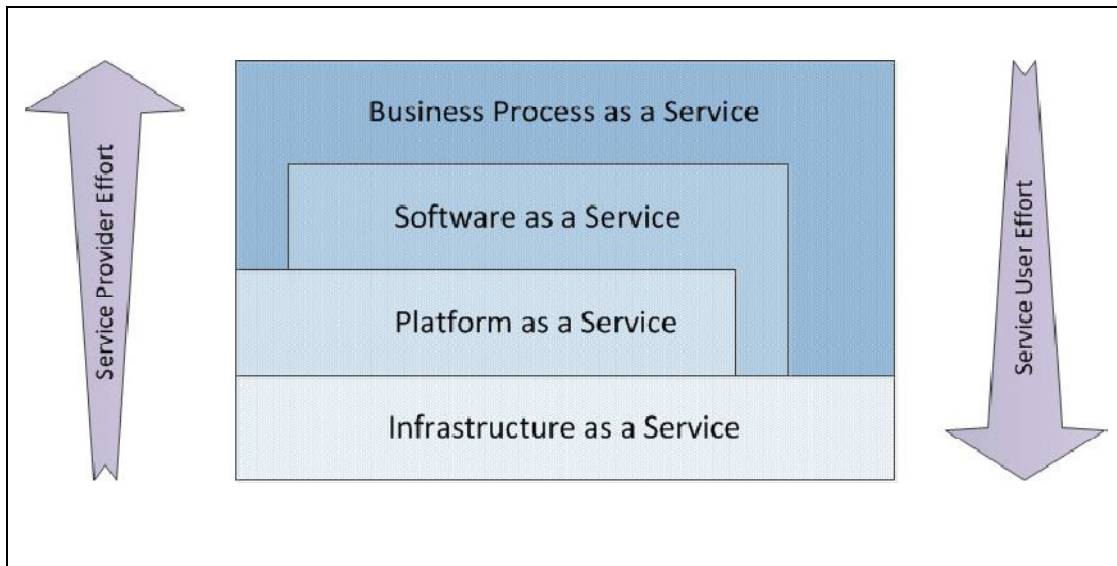 Service Provider Effort
Business Process as a Service
Software as a Service
Platform as a Service
Infrastructure as a Service
Service User Effort